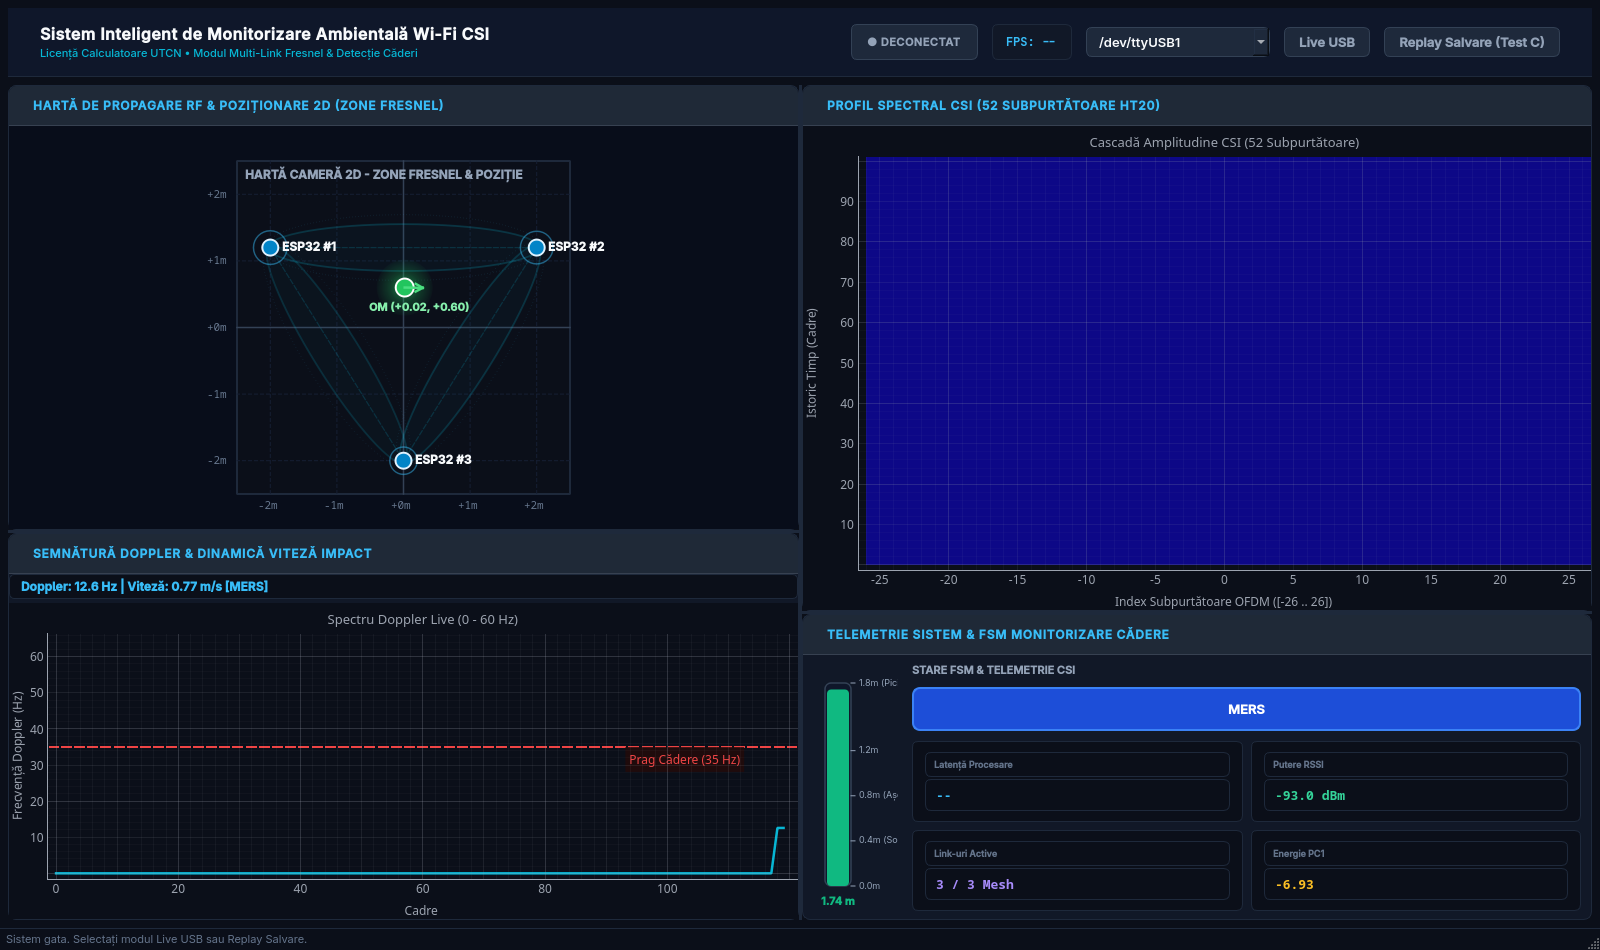 Sistem Inteligent de Monitorizare Ambientală Wi-Fi CSI
Licență Calculatoare UTCN • Modul Multi-Link Fresnel & Detecție Căderi
● DECONECTAT
FPS: --
/dev/ttyUSB1
Live USB
Replay Salvare (Test C)
HARTĂ DE PROPAGARE RF & POZIȚIONARE 2D (ZONE FRESNEL)
HARTĂ CAMERĂ 2D - ZONE FRESNEL & POZIȚIE
+2m
+1m
+0m
-1m
-2m
ESP32 #1
ESP32 #2
OM (+0.02, +0.60)
ESP32 #3
-2m -1m +0m +1m +2m
PROFIL SPECTRAL CSI (52 SUBPURTĂTOARE HT20)
Cascadă Amplitudine CSI (52 Subpurtătoare)
Istoric Timp (Cadre)
90
80
70
60
50
40
30
20
10
-25 -20 -15 -10 -5 0 5 10 15 20 25
Index Subpurtătoare OFDM ([-26 .. 26])
SEMNĂTURĂ DOPPLER & DINAMICĂ VITEZĂ IMPACT
Doppler: 12.6 Hz | Viteză: 0.77 m/s [MERS]
Spectru Doppler Live (0 - 60 Hz)
Frecvență Doppler (Hz)
60
50
40
30
20
10
Prag Cădere (35 Hz)
0 20 40 60 80 100
Cadre
TELEMETRIE SISTEM & FSM MONITORIZARE CĂDERE
1.8m (Pic
1.2m
0.8m (Aș
0.4m (So
0.0m
1.74 m
STARE FSM & TELEMETRIE CSI
MERS
Latență Procesare
--
Putere RSSI
-93.0 dBm
Link-uri Active
3 / 3 Mesh
Energie PC1
-6.93
Sistem gata. Selectați modul Live USB sau Replay Salvare.